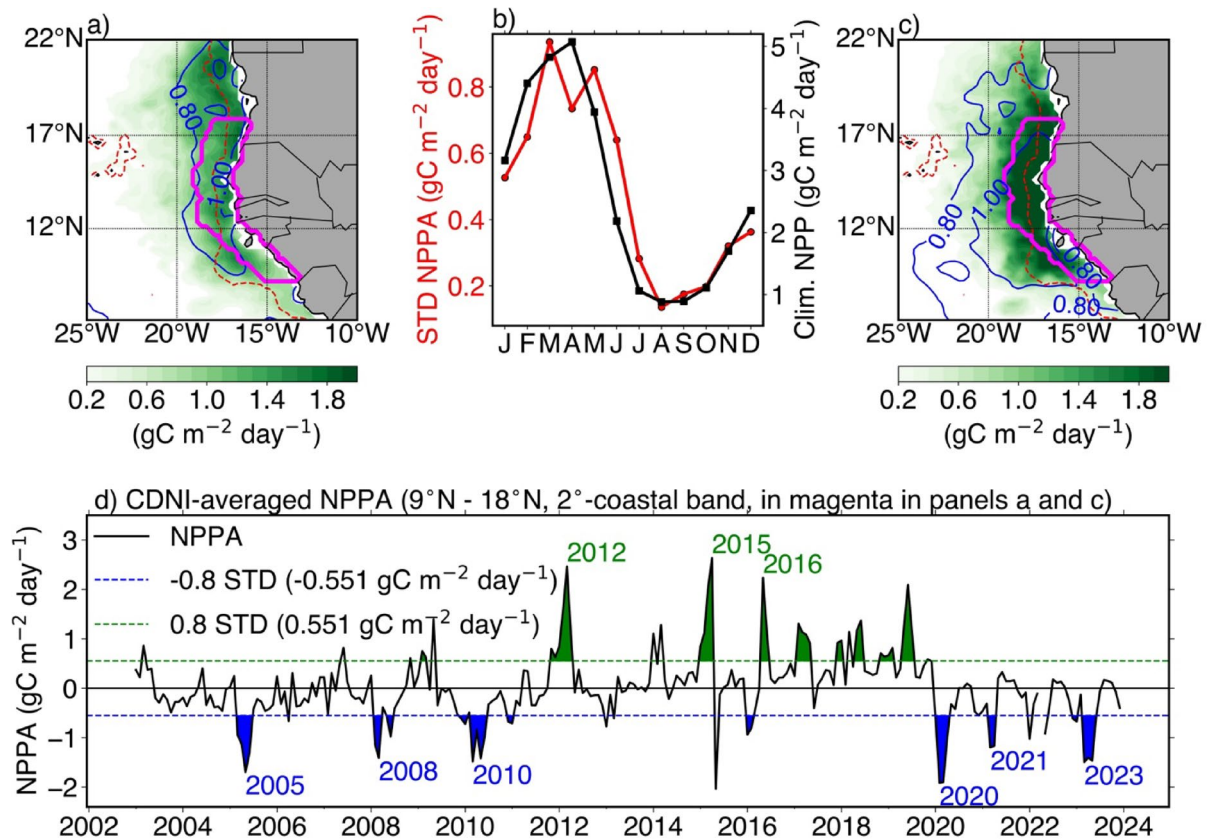 a)
22°N
17°N
12°N
25°W
20°W
15°W
10°W
0.80
1.00
0.2 0.6 1.0 1.4 1.8
(gC m⁻² day⁻¹)
b)
STD NPPA (gC m⁻² day⁻¹)
0.8
0.6
0.4
0.2
J F M A M J J A S O N D
5
4
3
2
1
Clim. NPP (gC m⁻² day⁻¹)
c)
22°N
17°N
12°N
25°W
20°W
15°W
10°W
0.80
1.00
0.80
0.80
0.2 0.6 1.0 1.4 1.8
(gC m⁻² day⁻¹)
d) CDNI-averaged NPPA (9°N - 18°N, 2°-coastal band, in magenta in panels a and c)
NPPA (gC m⁻² day⁻¹)
3
2
1
0
−1
−2
NPPA
-0.8 STD (-0.551 gC m⁻² day⁻¹)
0.8 STD (0.551 gC m⁻² day⁻¹)
2012
2015
2016
2005
2008
2010
2020
2021
2023
2002 2004 2006 2008 2010 2012 2014 2016 2018 2020 2022 2024